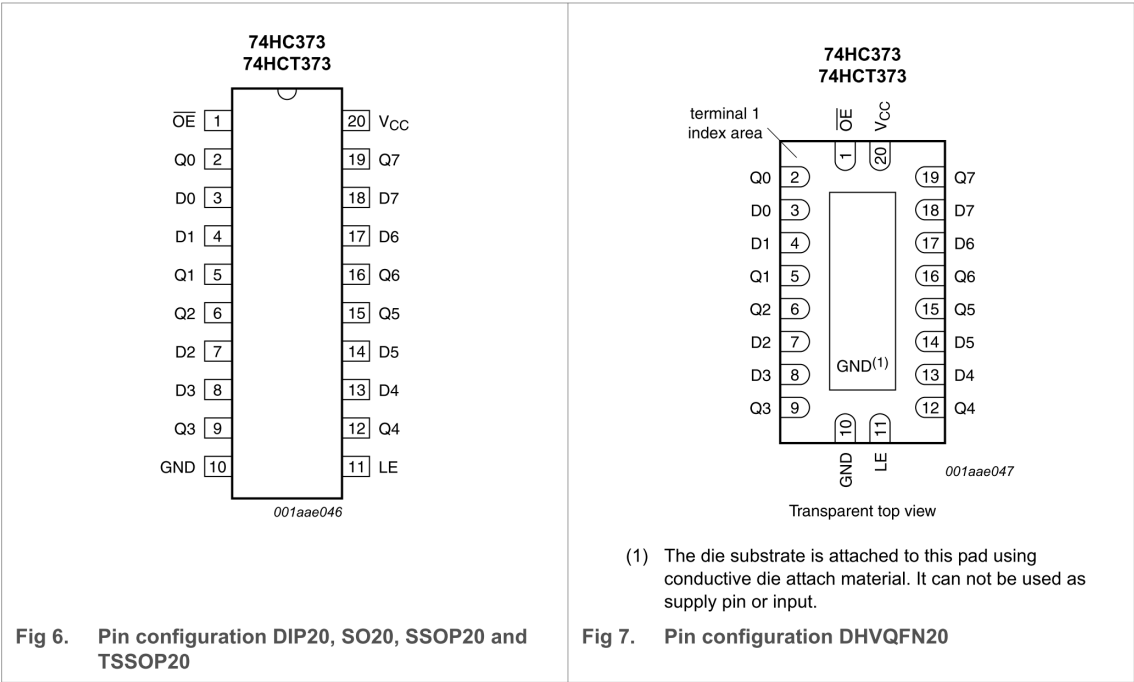 74HC373
74HCT373
OE 1
20 VCC
Q0 2
19 Q7
D0 3
18 D7
D1 4
17 D6
Q1 5
16 Q6
Q2 6
15 Q5
D2 7
14 D5
D3 8
13 D4
Q3 9
12 Q4
GND 10
11 LE
001aae046
Fig 6. Pin configuration DIP20, SO20, SSOP20 and
TSSOP20
74HC373
74HCT373
terminal 1
index area
OE
VCC
1
20
Q0 2
19 Q7
D0 3
18 D7
D1 4
17 D6
Q1 5
16 Q6
Q2 6
15 Q5
D2 7
14 D5
D3 8
GND(1)
13 D4
Q3 9
12 Q4
10
11
GND
LE
001aae047
Transparent top view
(1) The die substrate is attached to this pad using
conductive die attach material. It can not be used as
supply pin or input.
Fig 7. Pin configuration DHVQFN20